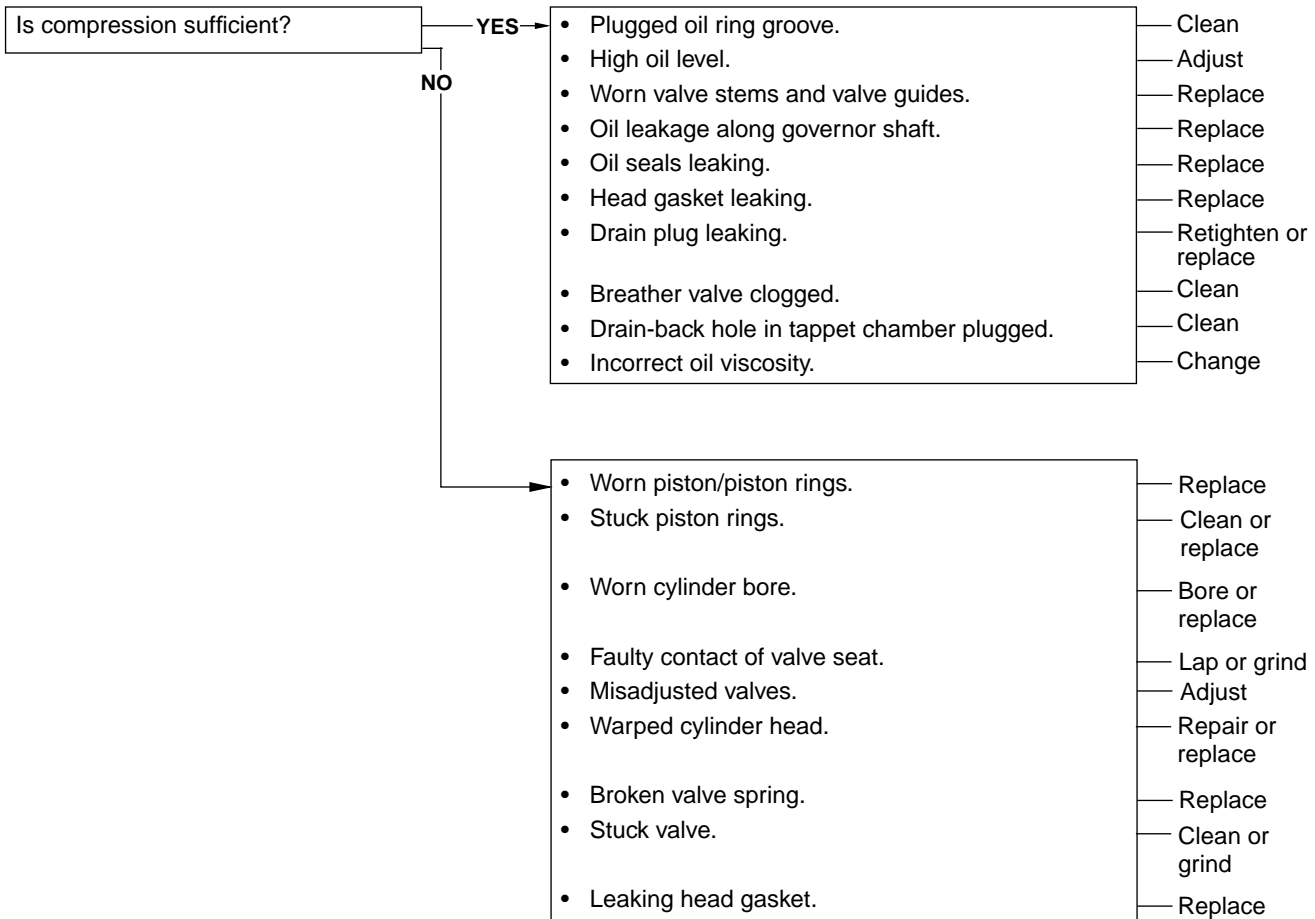 Is compression sufficient?
YES
NO
• Plugged oil ring groove.
Clean
• High oil level.
Adjust
• Worn valve stems and valve guides.
Replace
• Oil leakage along governor shaft.
Replace
• Oil seals leaking.
Replace
• Head gasket leaking.
Replace
• Drain plug leaking.
Retighten or
replace
• Breather valve clogged.
Clean
• Drain-back hole in tappet chamber plugged.
Clean
• Incorrect oil viscosity.
Change
• Worn piston/piston rings.
Replace
• Stuck piston rings.
Clean or
replace
• Worn cylinder bore.
Bore or
replace
• Faulty contact of valve seat.
Lap or grind
• Misadjusted valves.
Adjust
• Warped cylinder head.
Repair or
replace
• Broken valve spring.
Replace
• Stuck valve.
Clean or
grind
• Leaking head gasket.
Replace